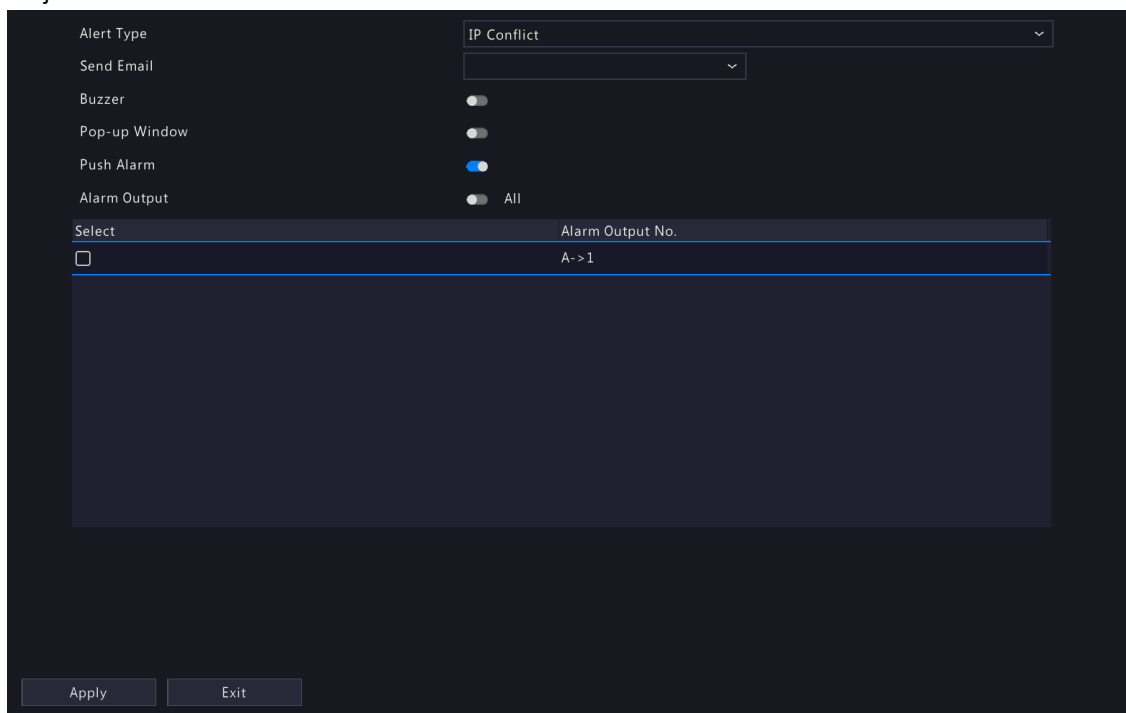 Alert Type
IP Conflict
Send Email
Buzzer
Pop-up Window
Push Alarm
Alarm Output
All
Select
Alarm Output No.
A->1
Apply
Exit